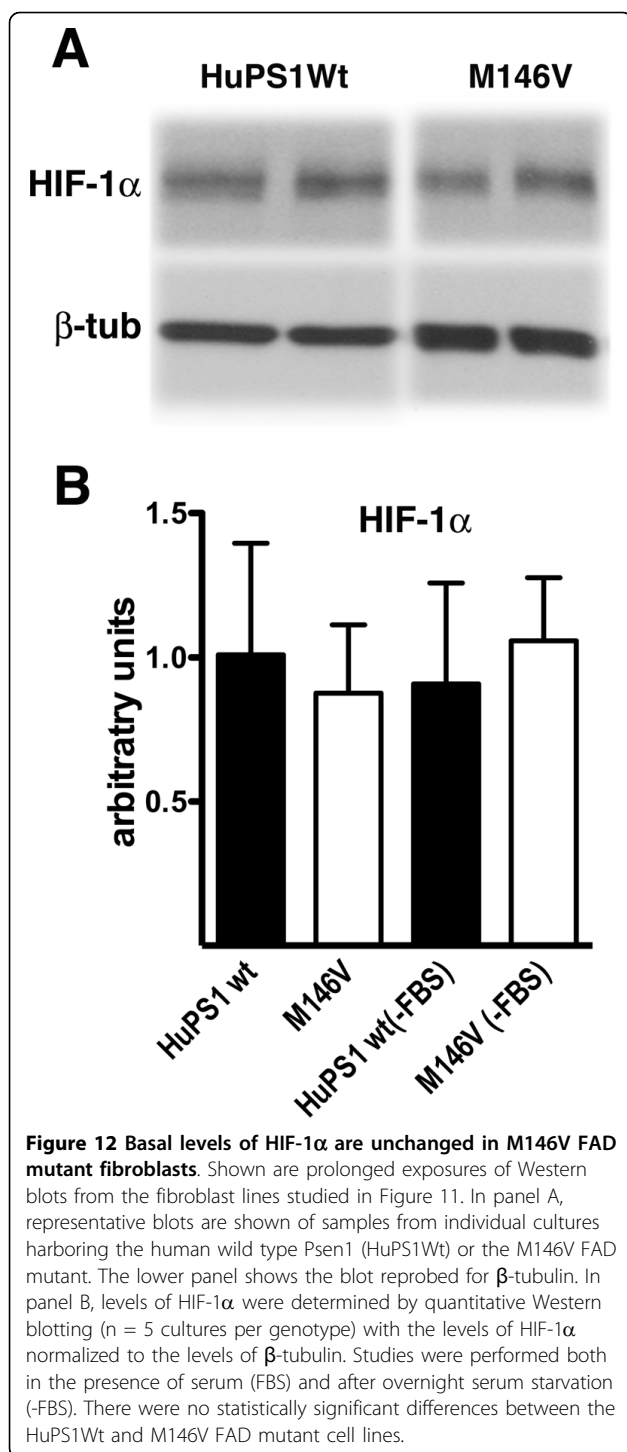 A
HuPS1Wt M146V
HIF-1α
β-tub
B
HIF-1α
1.5
1.0
0.5
arbitratry units
HuPS1 wt
M146V
HuPS1 wt(-FBS)
M146V (-FBS)
Figure 12 Basal levels of HIF-1α are unchanged in M146V FAD
mutant fibroblasts. Shown are prolonged exposures of Western
blots from the fibroblast lines studied in Figure 11. In panel A,
representative blots are shown of samples from individual cultures
harboring the human wild type Psen1 (HuPS1Wt) or the M146V FAD
mutant. The lower panel shows the blot reprobed for β-tubulin. In
panel B, levels of HIF-1α were determined by quantitative Western
blotting (n = 5 cultures per genotype) with the levels of HIF-1α
normalized to the levels of β-tubulin. Studies were performed both
in the presence of serum (FBS) and after overnight serum starvation
(-FBS). There were no statistically significant differences between the
HuPS1Wt and M146V FAD mutant cell lines.